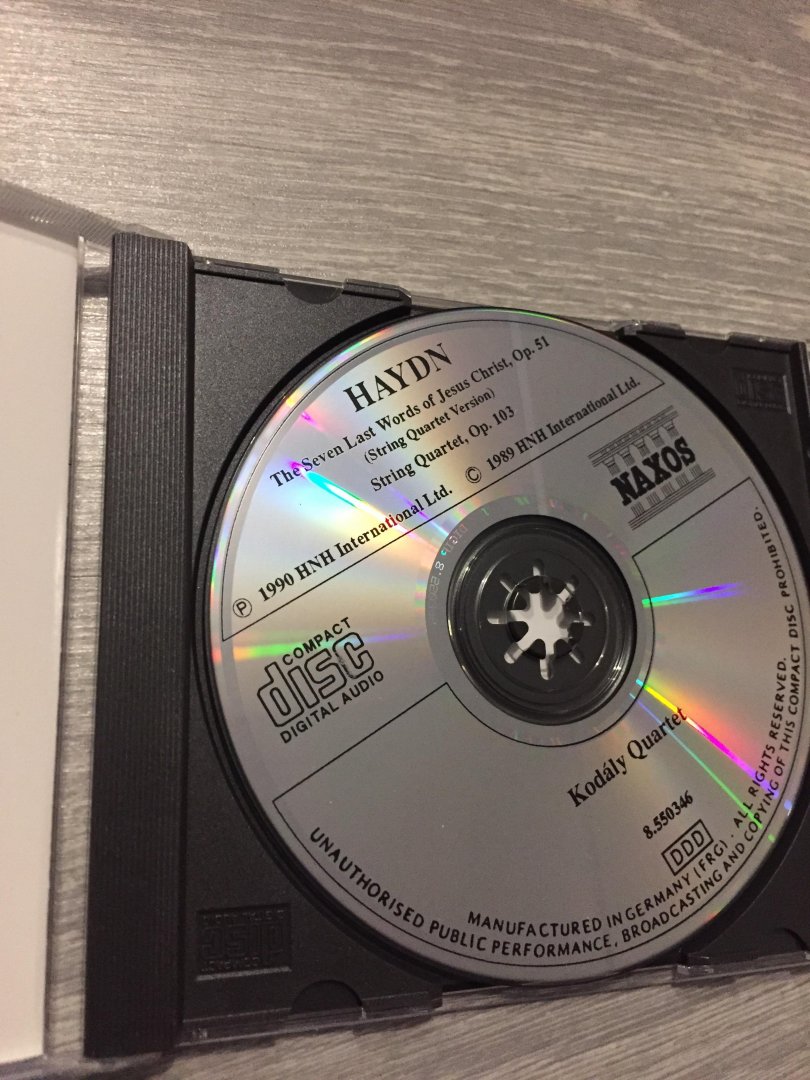 HAYDN
The Seven Last Words of Jesus Christ, Op. 51
(String Quartet Version)
String Quartet, Op. 103
Ⓟ 1990 HNH International Ltd. © 1989 HNH International Ltd.
NAXOS
COMPACT
disc
DIGITAL AUDIO
Kodály Quartet
8.550346
DDD
MANUFACTURED IN GERMANY (FRG) · ALL RIGHTS RESERVED.
UNAUTHORISED PUBLIC PERFORMANCE, BROADCASTING AND COPYING OF THIS COMPACT DISC PROHIBITED.